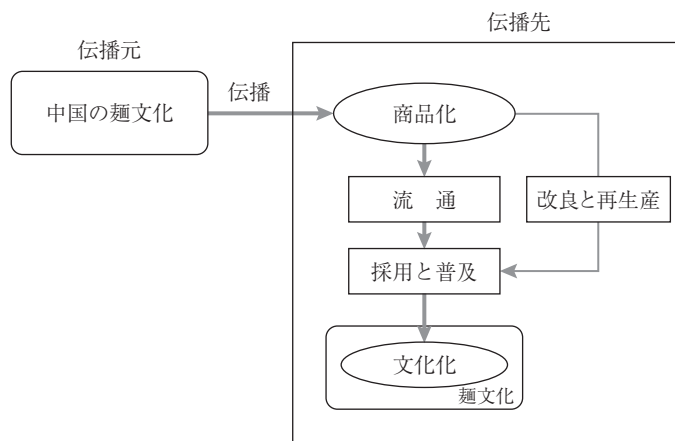 伝播元
伝播先
中国の麺文化
伝播
商品化
流　通
改良と再生産
採用と普及
文化化
麺文化